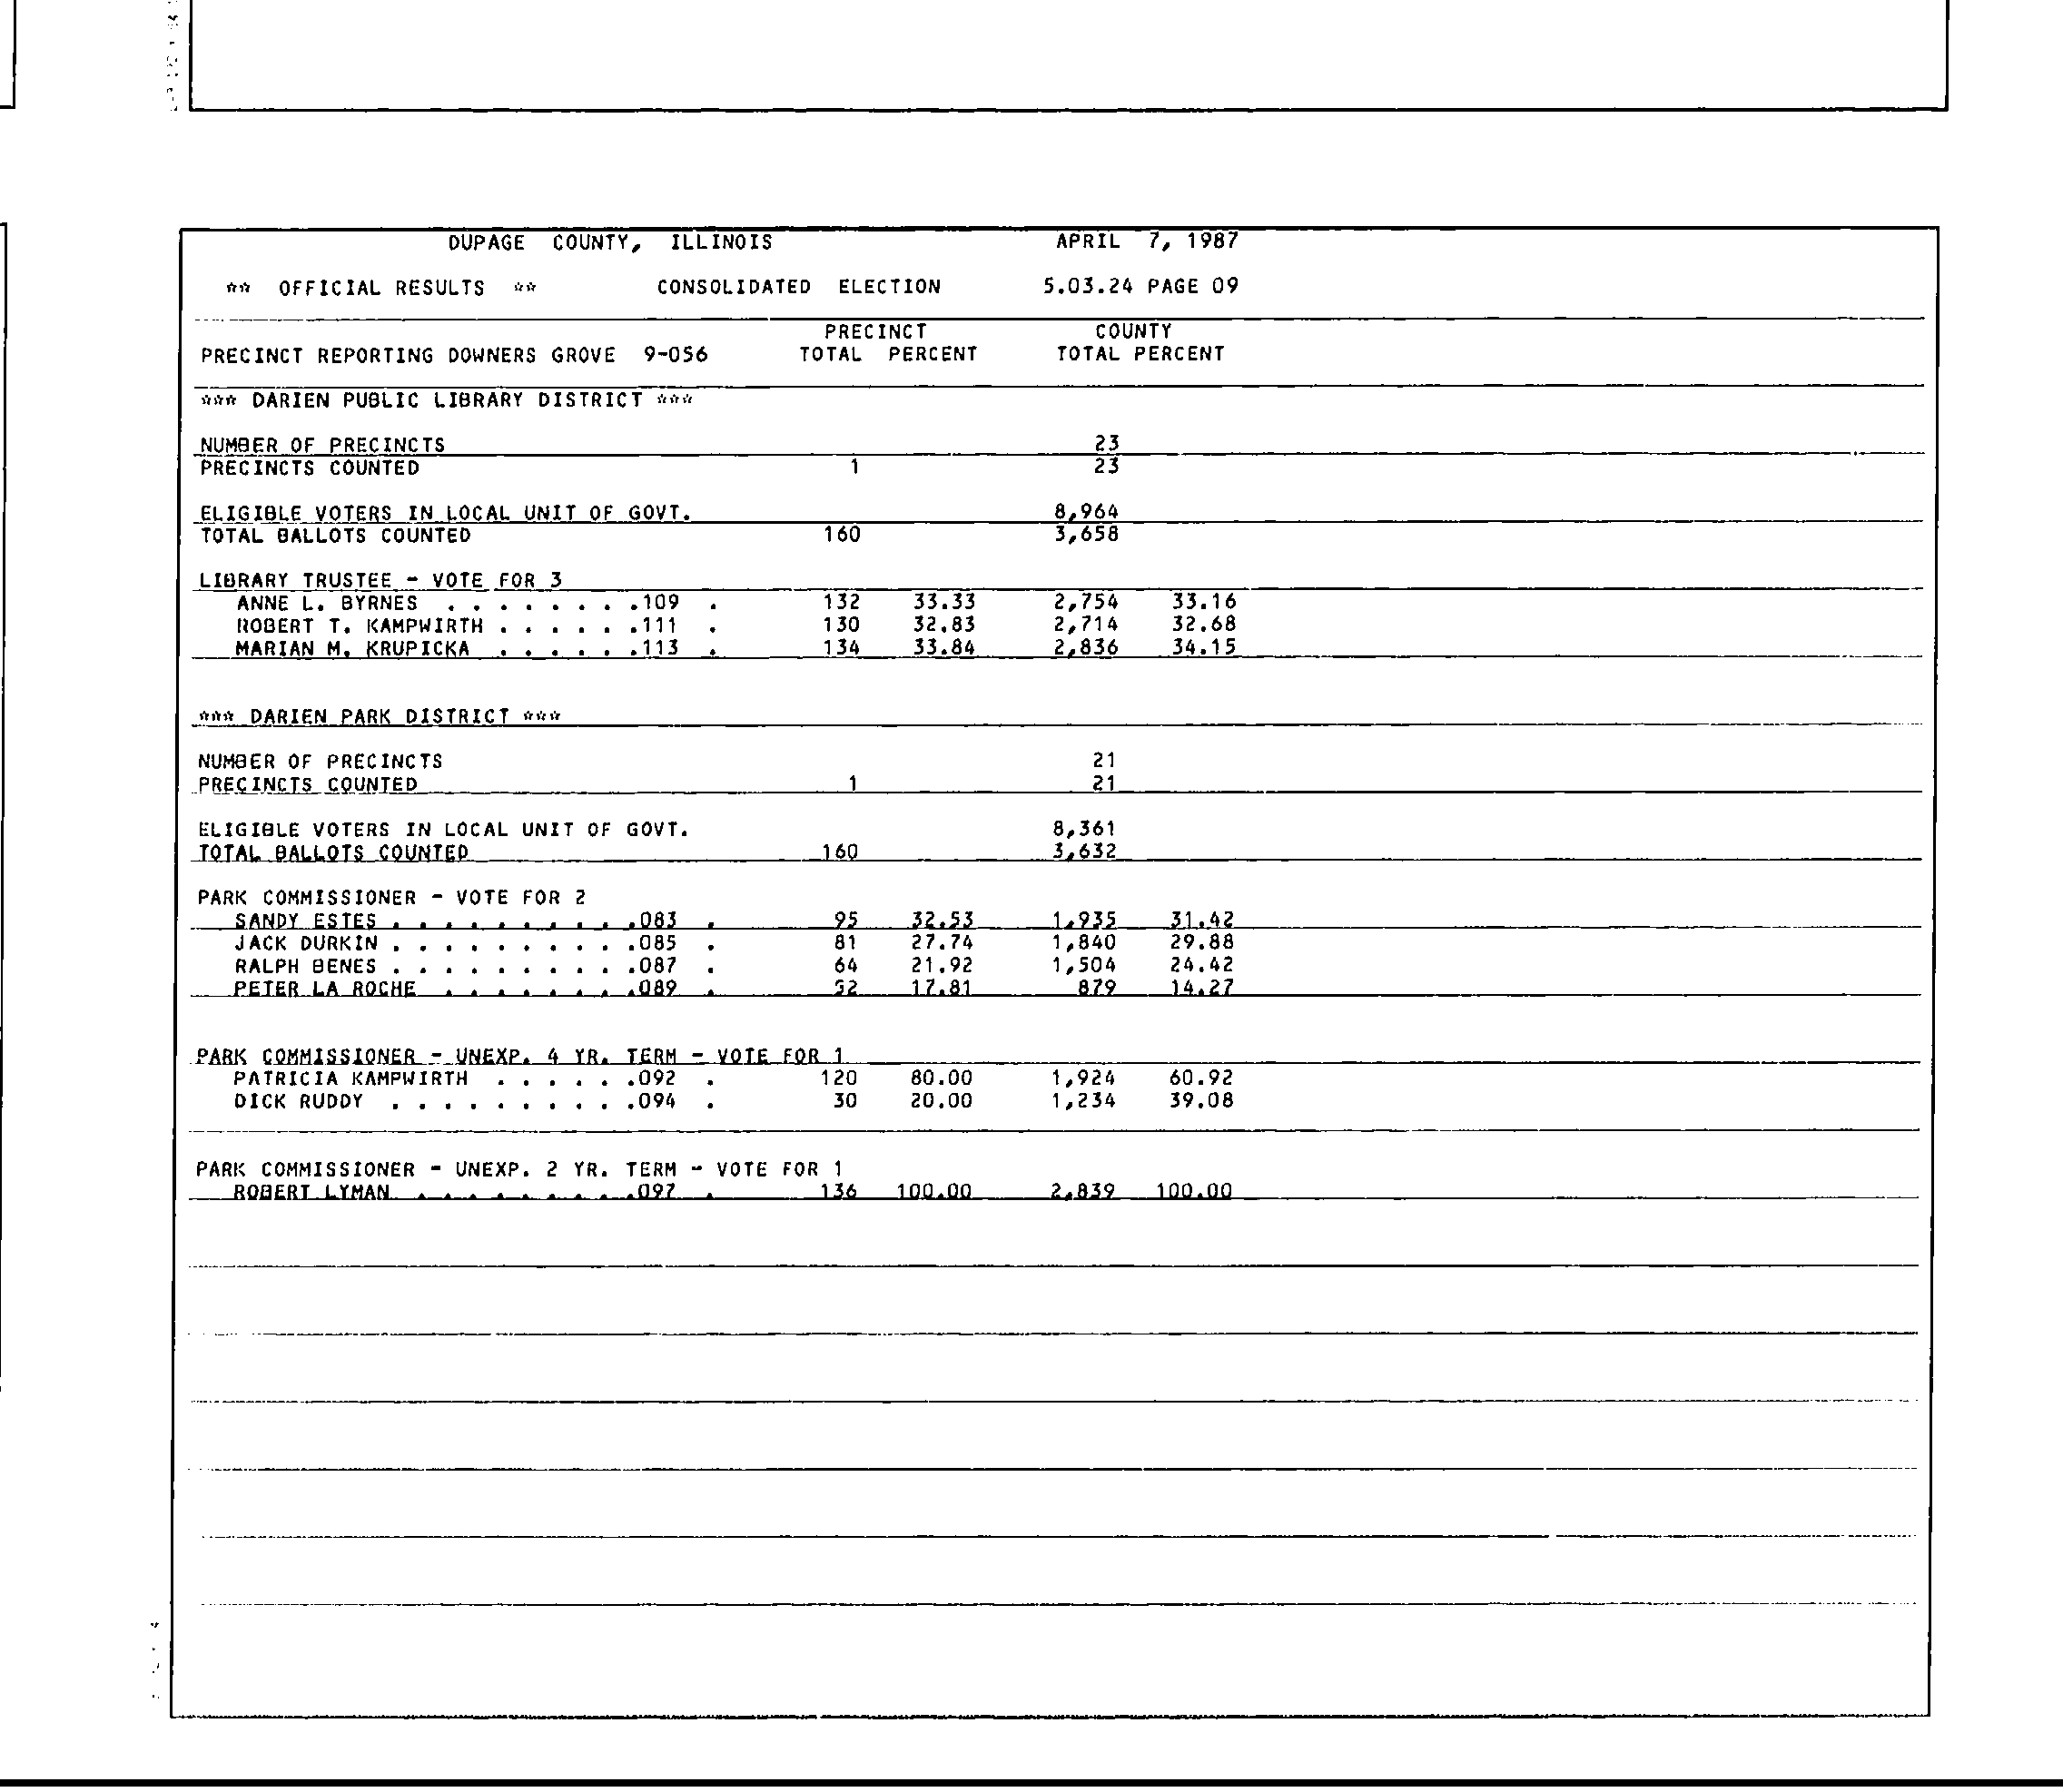 DUPAGE COUNTY, ILLINOIS APRIL 7, 1987
** OFFICIAL RESULTS ** CONSOLIDATED ELECTION 5.03.24 PAGE 09
PRECINCT COUNTY
PRECINCT REPORTING DOWNERS GROVE 9-056 TOTAL PERCENT TOTAL PERCENT
*** DARIEN PUBLIC LIBRARY DISTRICT ***
NUMBER OF PRECINCTS 23
PRECINCTS COUNTED 1 23
ELIGIBLE VOTERS IN LOCAL UNIT OF GOVT. 8,964
TOTAL BALLOTS COUNTED 160 3,658
LIBRARY TRUSTEE - VOTE FOR 3
ANNE L. BYRNES . . . . . . . .109 . 132 33.33 2,754 33.16
ROBERT T. KAMPWIRTH . . . . . .111 . 130 32.83 2,714 32.68
MARIAN M. KRUPICKA . . . . . .113 . 134 33.84 2,836 34.15
*** DARIEN PARK DISTRICT ***
NUMBER OF PRECINCTS 21
PRECINCTS COUNTED 1 21
ELIGIBLE VOTERS IN LOCAL UNIT OF GOVT. 8,361
TOTAL BALLOTS COUNTED 160 3,632
PARK COMMISSIONER - VOTE FOR 2
SANDY ESTES . . . . . . . . . .083 . 95 32.53 1,935 31.42
JACK DURKIN . . . . . . . . . .085 . 81 27.74 1,840 29.88
RALPH BENES . . . . . . . . . .087 . 64 21.92 1,504 24.42
PETER LA ROCHE . . . . . . . .089 . 52 17.81 879 14.27
PARK COMMISSIONER - UNEXP. 4 YR. TERM - VOTE FOR 1
PATRICIA KAMPWIRTH . . . . . .092 . 120 80.00 1,924 60.92
DICK RUDDY . . . . . . . . . .094 . 30 20.00 1,234 39.08
PARK COMMISSIONER - UNEXP. 2 YR. TERM - VOTE FOR 1
ROBERT LYMAN . . . . . . . . .097 . 136 100.00 2,839 100.00